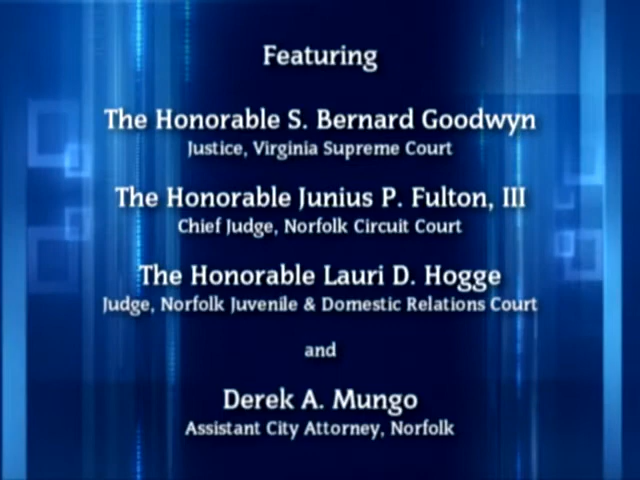 Featuring
The Honorable S. Bernard Goodwyn
Justice, Virginia Supreme Court
The Honorable Junius P. Fulton, III
Chief Judge, Norfolk Circuit Court
The Honorable Lauri D. Hogge
Judge, Norfolk Juvenile & Domestic Relations Court
and
Derek A. Mungo
Assistant City Attorney, Norfolk